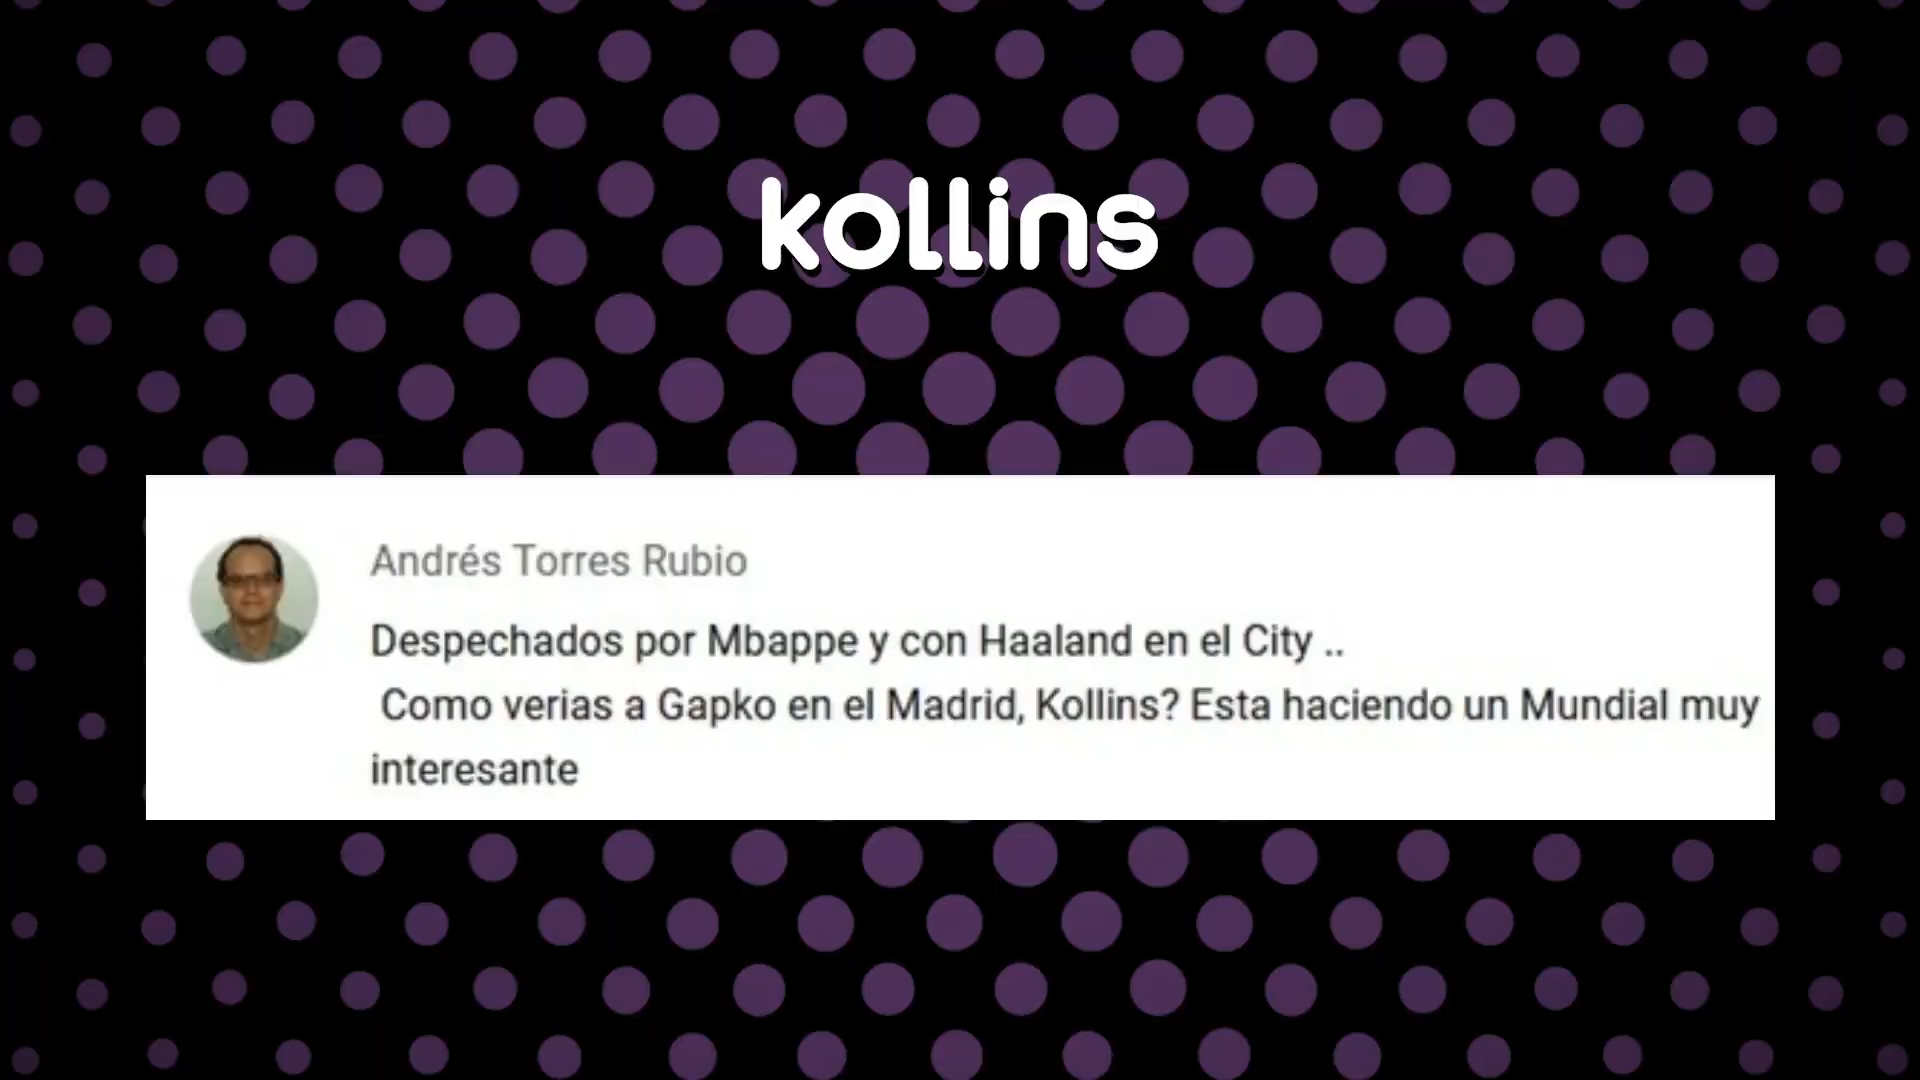 kollins
Andrés Torres Rubio
Despechados por Mbappe y con Haaland en el City ..
Como verias a Gapko en el Madrid, Kollins? Esta haciendo un Mundial muy
interesante